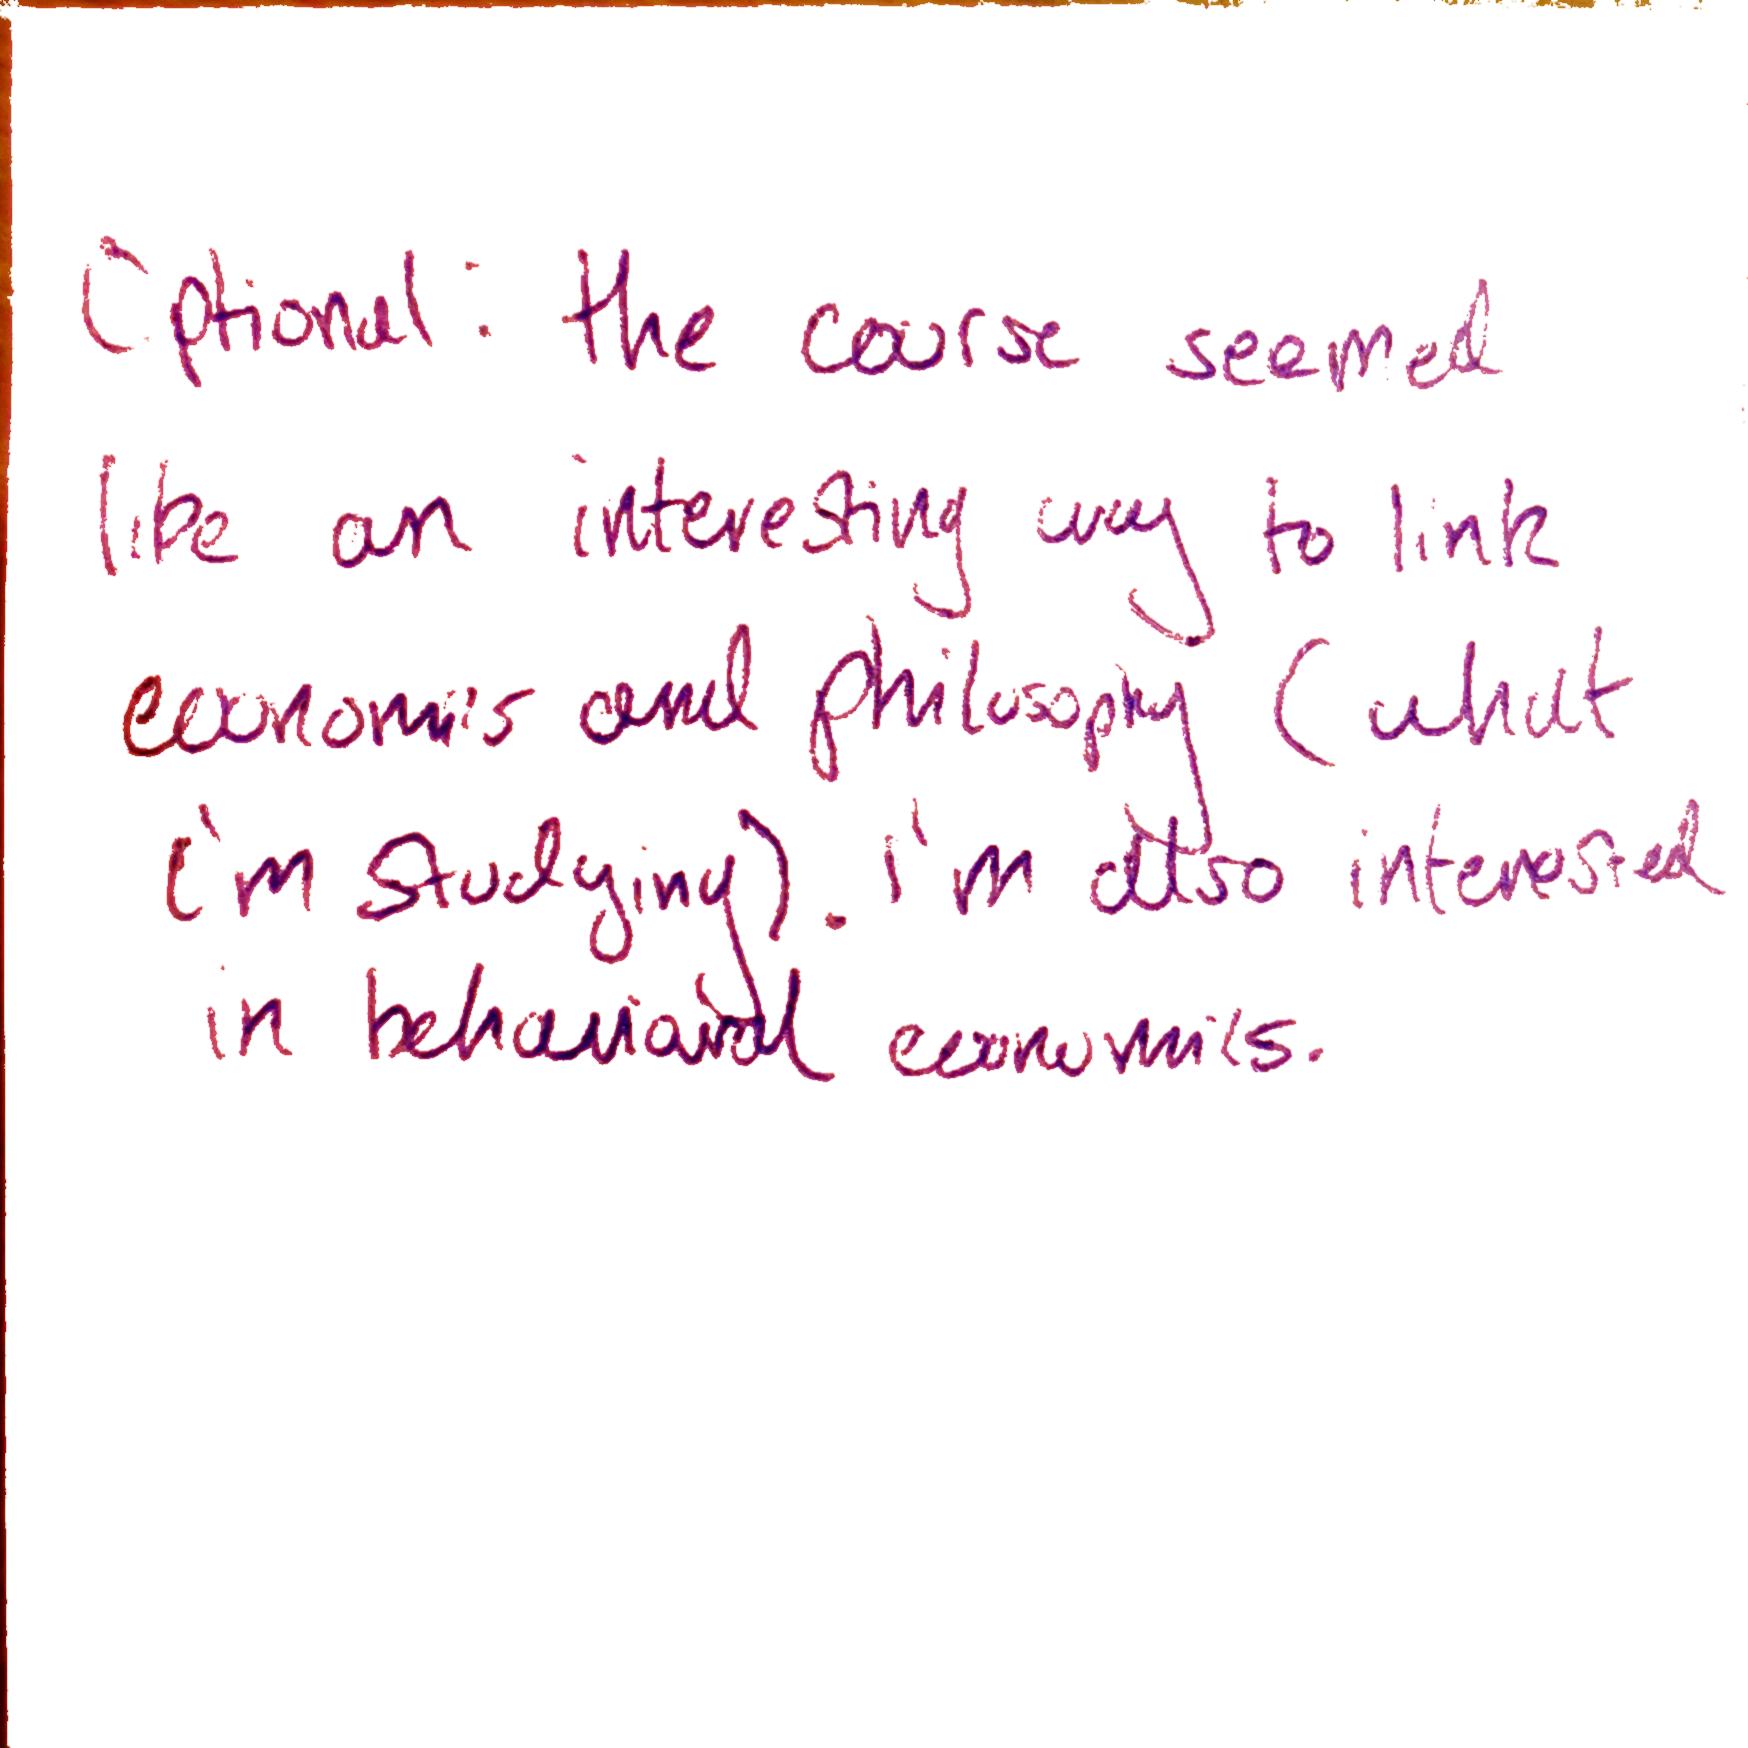 Optional: the course seemed
like an interesting way to link
economics and philosophy (what
i'm studying). i'm also interested
in behavioural economics.